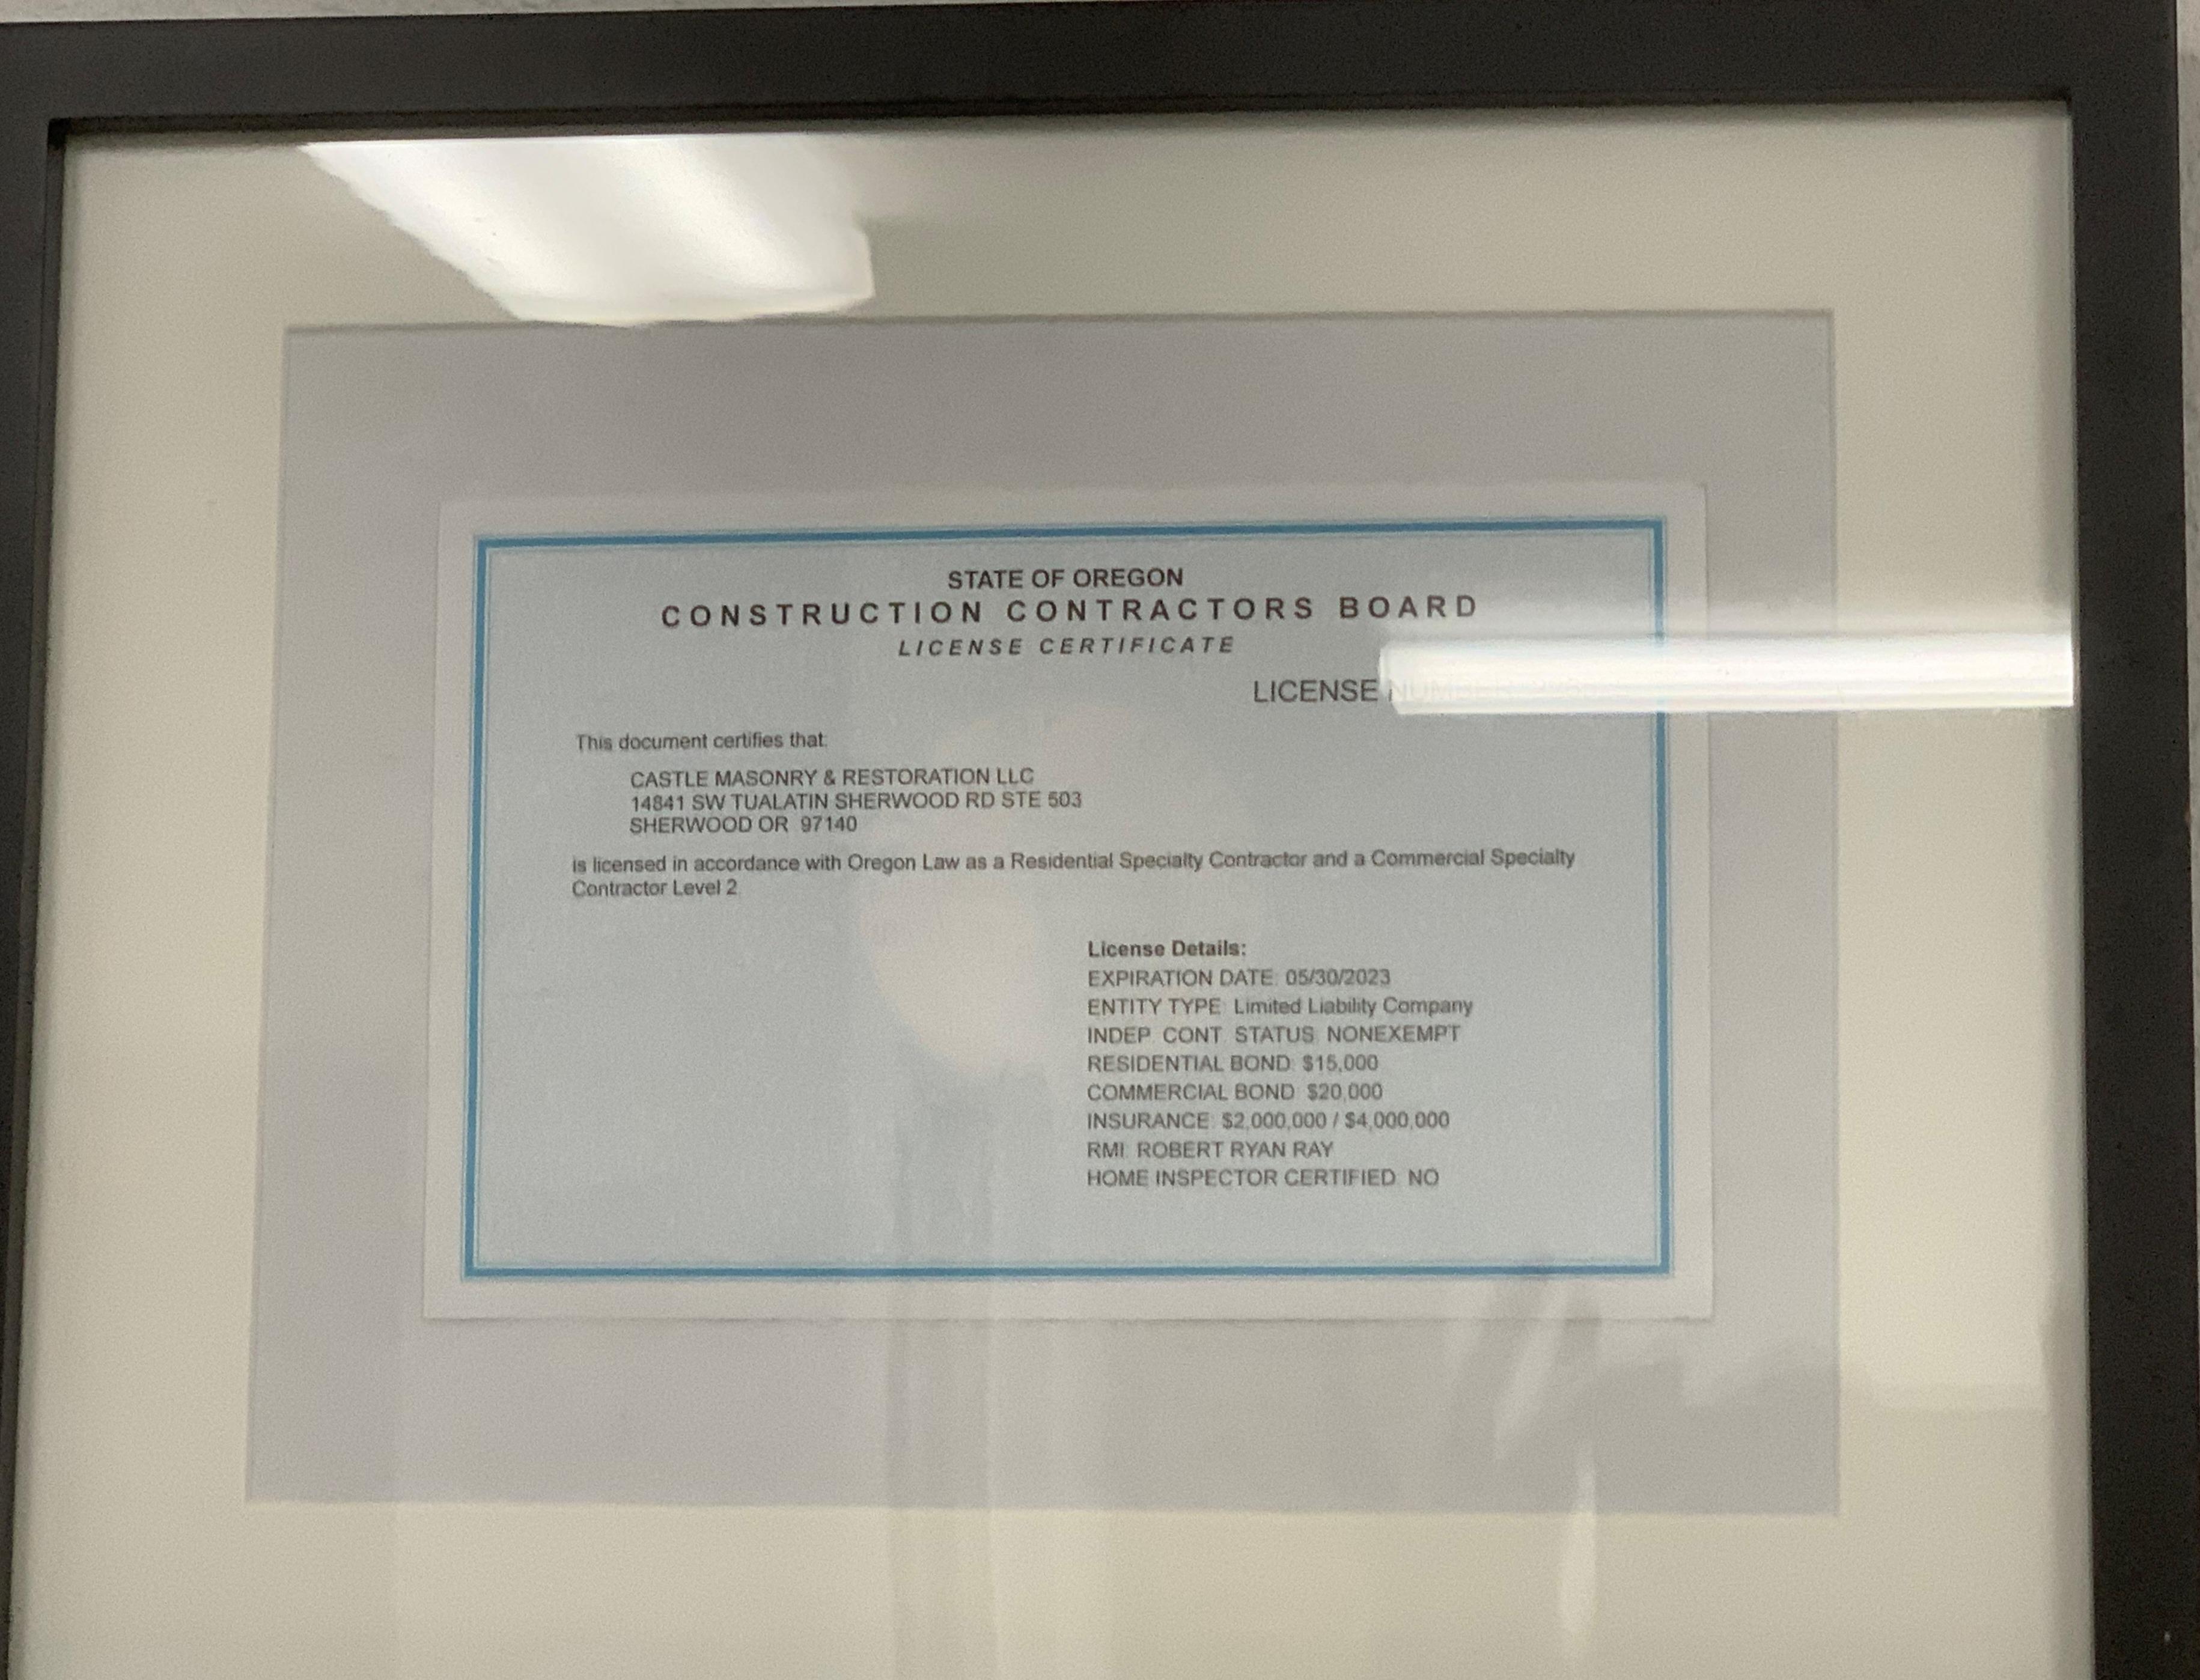 STATE OF OREGON
CONSTRUCTION CONTRACTORS BOARD
LICENSE CERTIFICATE
LICENSE NUMBER:
This document certifies that:
CASTLE MASONRY & RESTORATION LLC
14841 SW TUALATIN SHERWOOD RD STE 503
SHERWOOD OR 97140
is licensed in accordance with Oregon Law as a Residential Specialty Contractor and a Commercial Specialty
Contractor Level 2.
License Details:
EXPIRATION DATE: 05/30/2023
ENTITY TYPE: Limited Liability Company
INDEP. CONT. STATUS: NONEXEMPT
RESIDENTIAL BOND: $15,000
COMMERCIAL BOND: $20,000
INSURANCE: $2,000,000 / $4,000,000
RMI: ROBERT RYAN RAY
HOME INSPECTOR CERTIFIED: NO